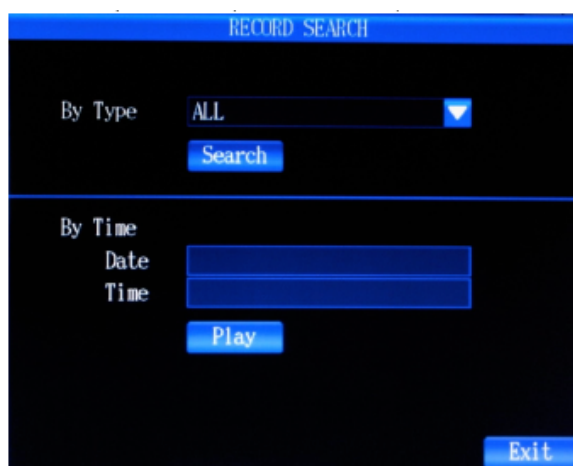 RECORD SEARCH
By Type ALL
Search
By Time
Date
Time
Play
Exit